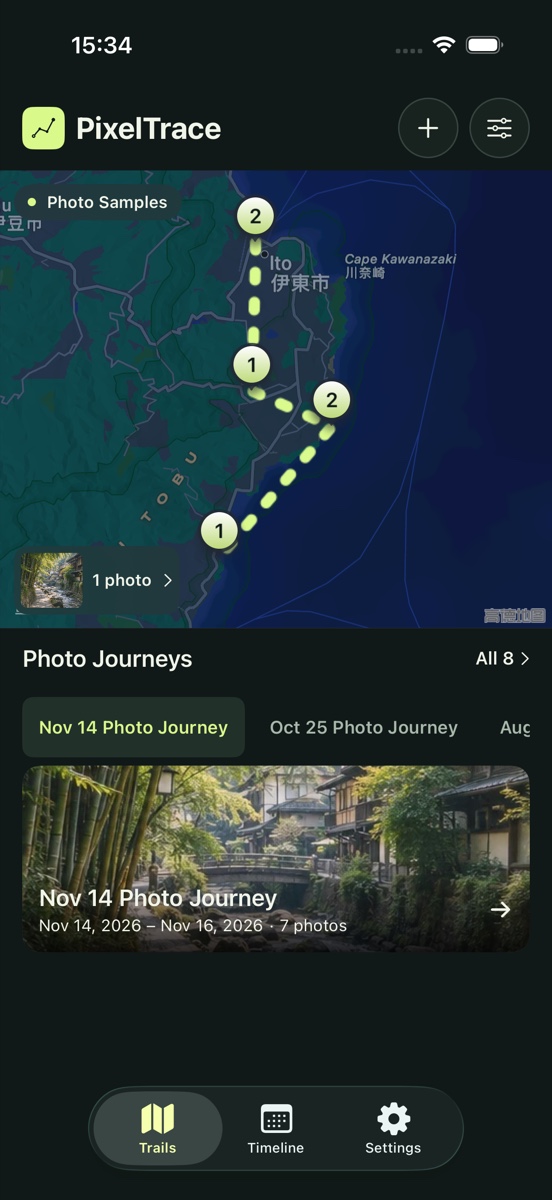 15:34
PixelTrace
Photo Samples
2
Ito
伊東市
Cape Kawanazaki
川奈崎
1
2
TOBU
1
1 photo
高德地图
Photo Journeys
All 8
Nov 14 Photo Journey
Oct 25 Photo Journey
Aug
Nov 14 Photo Journey
Nov 14, 2026 – Nov 16, 2026 · 7 photos
Trails
Timeline
Settings